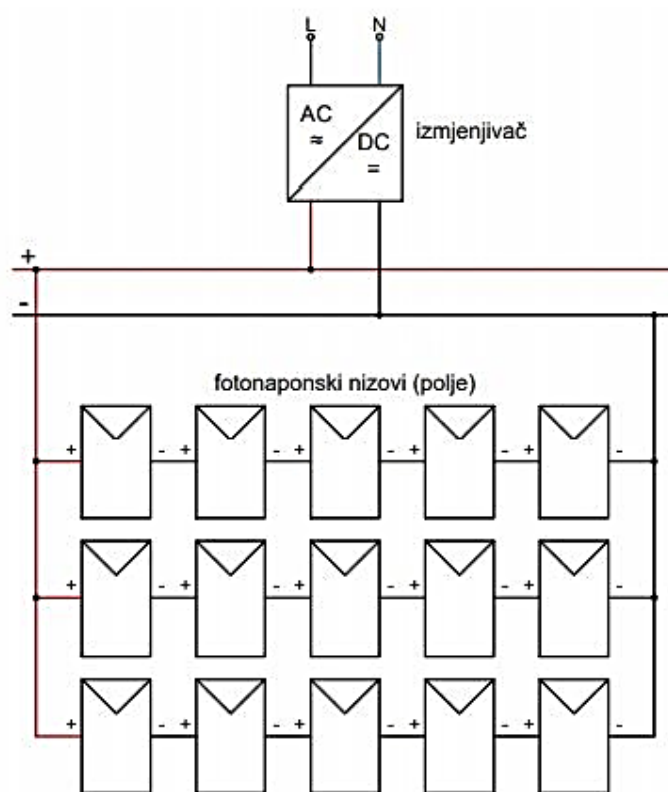 L N
AC
≈
DC
=
izmjenjivač
+
-
fotonaponski nizovi (polje)
+ - + - + - + - + -
+ - + - + - + - + -
+ - + - + - + - + -